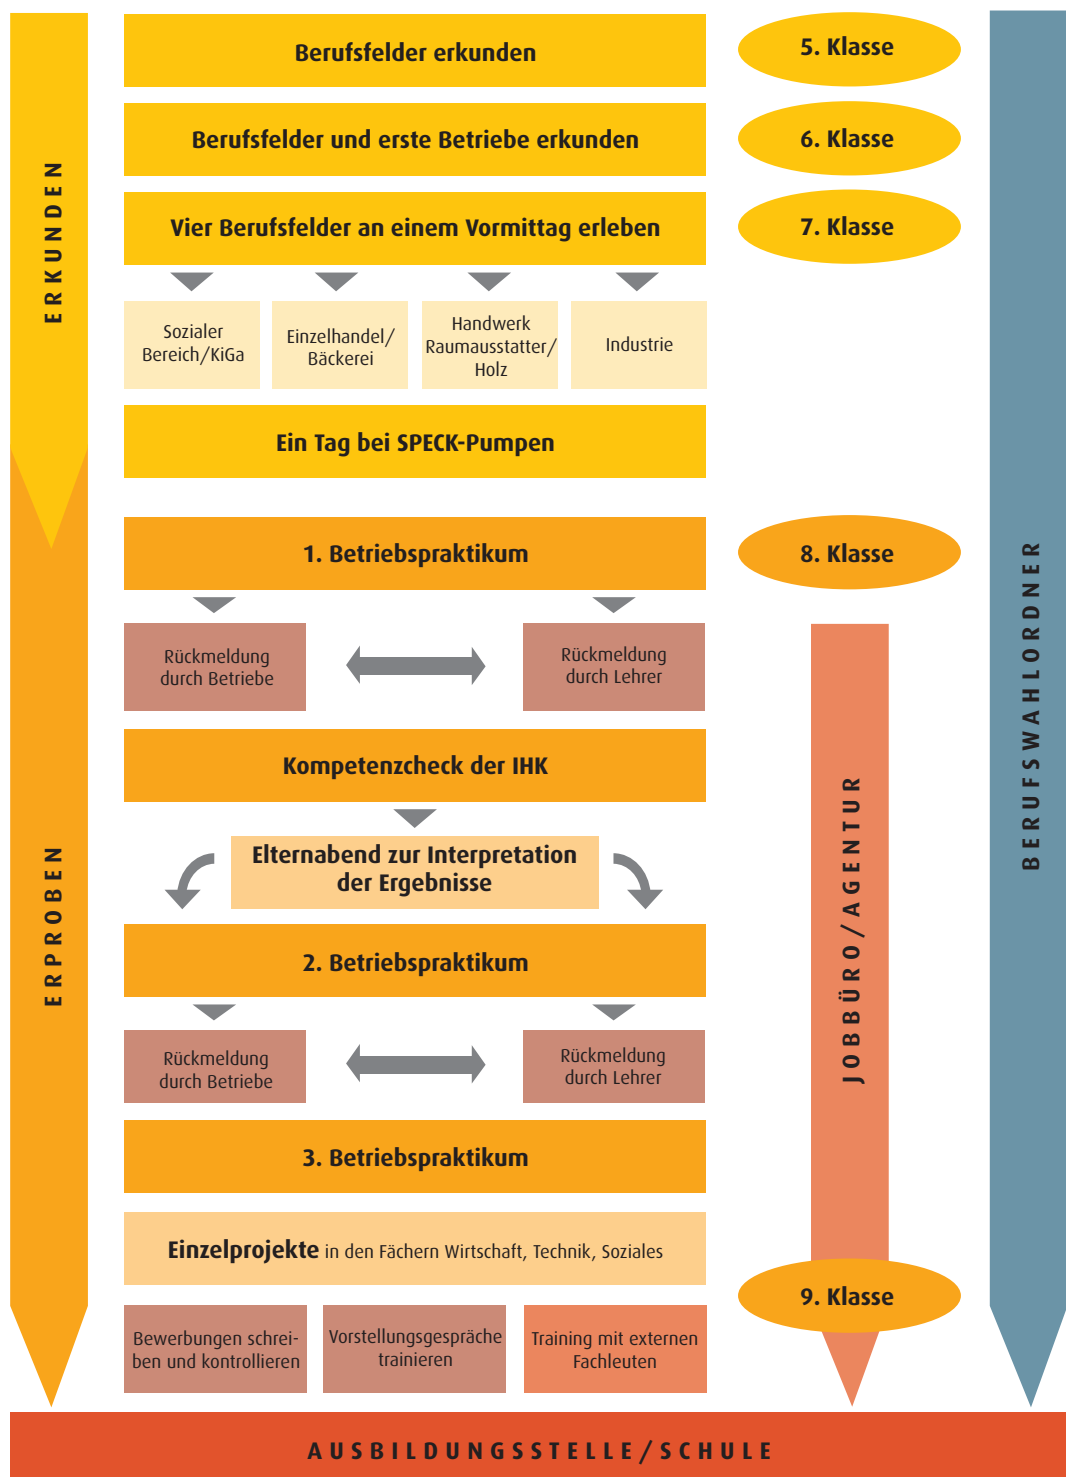 Berufsfelder erkunden
5. Klasse
Berufsfelder und erste Betriebe erkunden
6. Klasse
Vier Berufsfelder an einem Vormittag erleben
7. Klasse
ERKUNDEN
Sozialer
Bereich/KiGa
Einzelhandel/
Bäckerei
Handwerk
Raumausstatter/
Holz
Industrie
Ein Tag bei SPECK-Pumpen
1. Betriebspraktikum
8. Klasse
Rückmeldung
durch Betriebe
Rückmeldung
durch Lehrer
BERUFSWAHLORDNER
Kompetenzcheck der IHK
Elternabend zur Interpretation
der Ergebnisse
ERPROBEN
JOBBÜRO/AGENTUR
2. Betriebspraktikum
Rückmeldung
durch Betriebe
Rückmeldung
durch Lehrer
3. Betriebspraktikum
Einzelprojekte in den Fächern Wirtschaft, Technik, Soziales
9. Klasse
Bewerbungen schrei-
ben und kontrollieren
Vorstellungsgespräche
trainieren
Training mit externen
Fachleuten
AUSBILDUNGSSTELLE/SCHULE